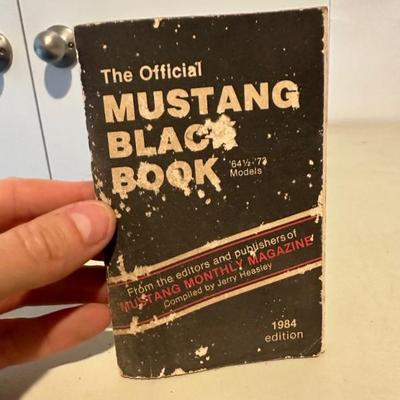 The Official
MUSTANG
BLACK
BOOK
'64½-'73
Models
From the editors and publishers of
MUSTANG MONTHLY MAGAZINE
Compiled by Jerry Heasley
1984
edition